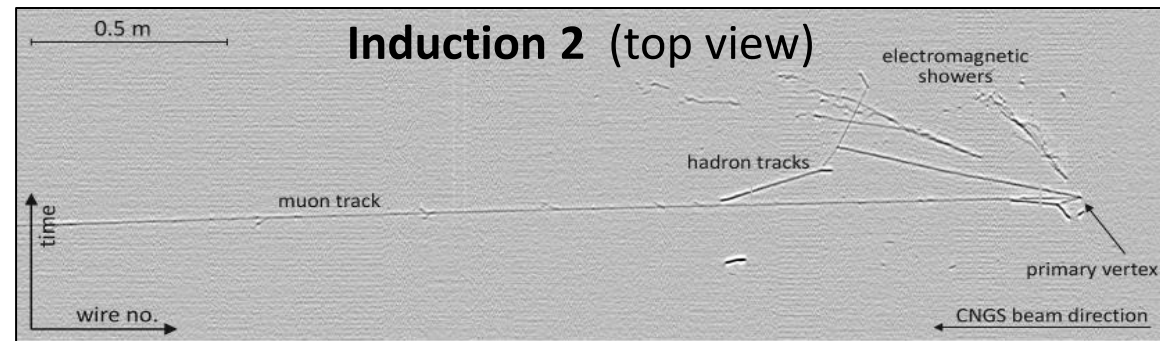 0.5 m
Induction 2 (top view)
electromagnetic
showers
hadron tracks
muon track
time
primary vertex
wire no.
CNGS beam direction